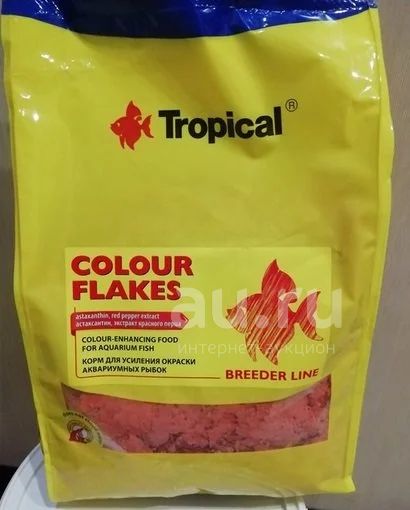 Tropical®
COLOUR
FLAKES
astaxanthin, red pepper extract
астаксантин, экстракт красного перца
COLOUR-ENHANCING FOOD
FOR AQUARIUM FISH
КОРМ ДЛЯ УСИЛЕНИЯ ОКРАСКИ
АКВАРИУМНЫХ РЫБОК
BREEDER LINE
au.ru
интернет-аукцион